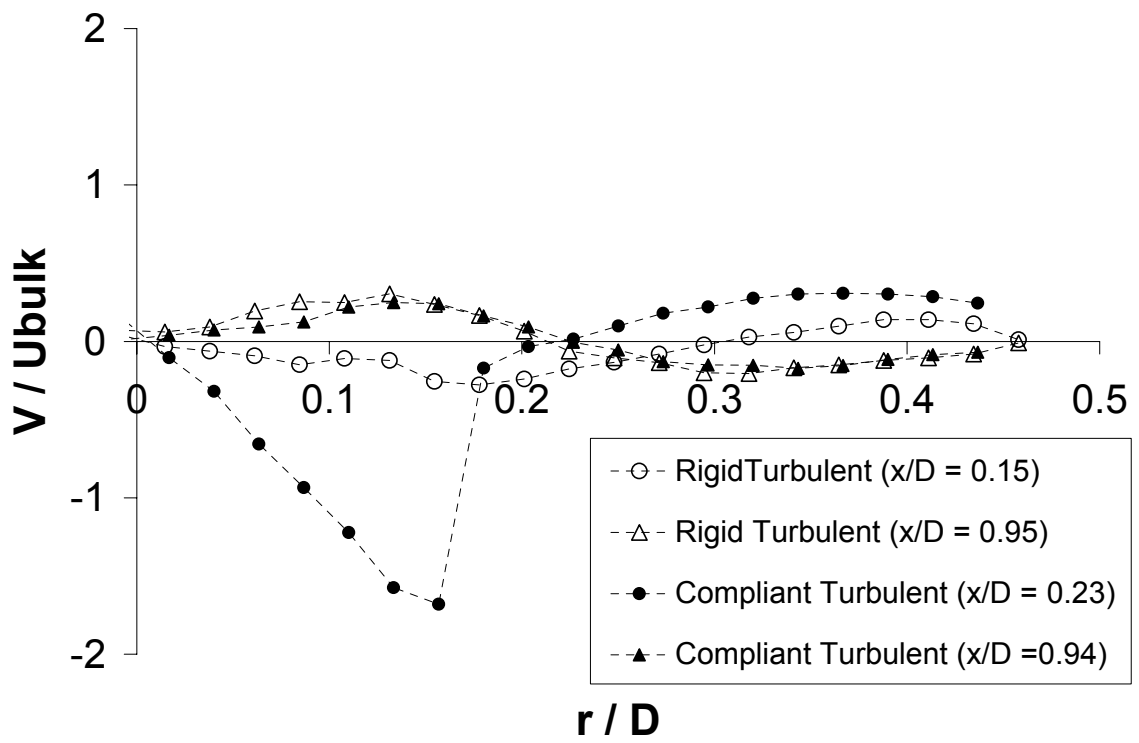 2
1
0
-1
-2
V / Ubulk
0
0.1
0.2
0.3
0.4
0.5
r / D
RigidTurbulent (x/D = 0.15)
Rigid Turbulent (x/D = 0.95)
Compliant Turbulent (x/D = 0.23)
Compliant Turbulent (x/D =0.94)